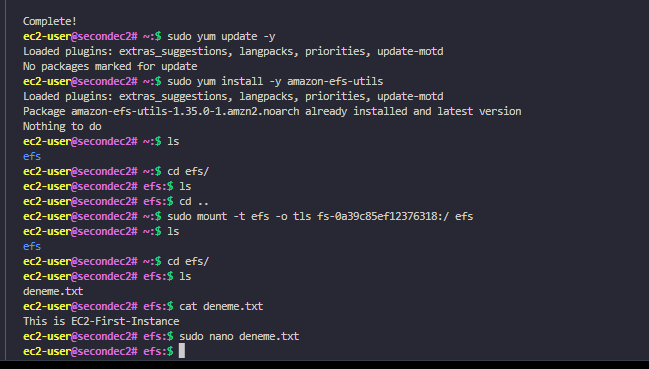 Complete!
ec2-user@secondec2# ~:$ sudo yum update -y
Loaded plugins: extras_suggestions, langpacks, priorities, update-motd
No packages marked for update
ec2-user@secondec2# ~:$ sudo yum install -y amazon-efs-utils
Loaded plugins: extras_suggestions, langpacks, priorities, update-motd
Package amazon-efs-utils-1.35.0-1.amzn2.noarch already installed and latest version
Nothing to do
ec2-user@secondec2# ~:$ ls
efs
ec2-user@secondec2# ~:$ cd efs/
ec2-user@secondec2# efs:$ ls
ec2-user@secondec2# efs:$ cd ..
ec2-user@secondec2# ~:$ sudo mount -t efs -o tls fs-0a39c85ef12376318:/ efs
ec2-user@secondec2# ~:$ ls
efs
ec2-user@secondec2# ~:$ cd efs/
ec2-user@secondec2# efs:$ ls
deneme.txt
ec2-user@secondec2# efs:$ cat deneme.txt
This is EC2-First-Instance
ec2-user@secondec2# efs:$ sudo nano deneme.txt
ec2-user@secondec2# efs:$